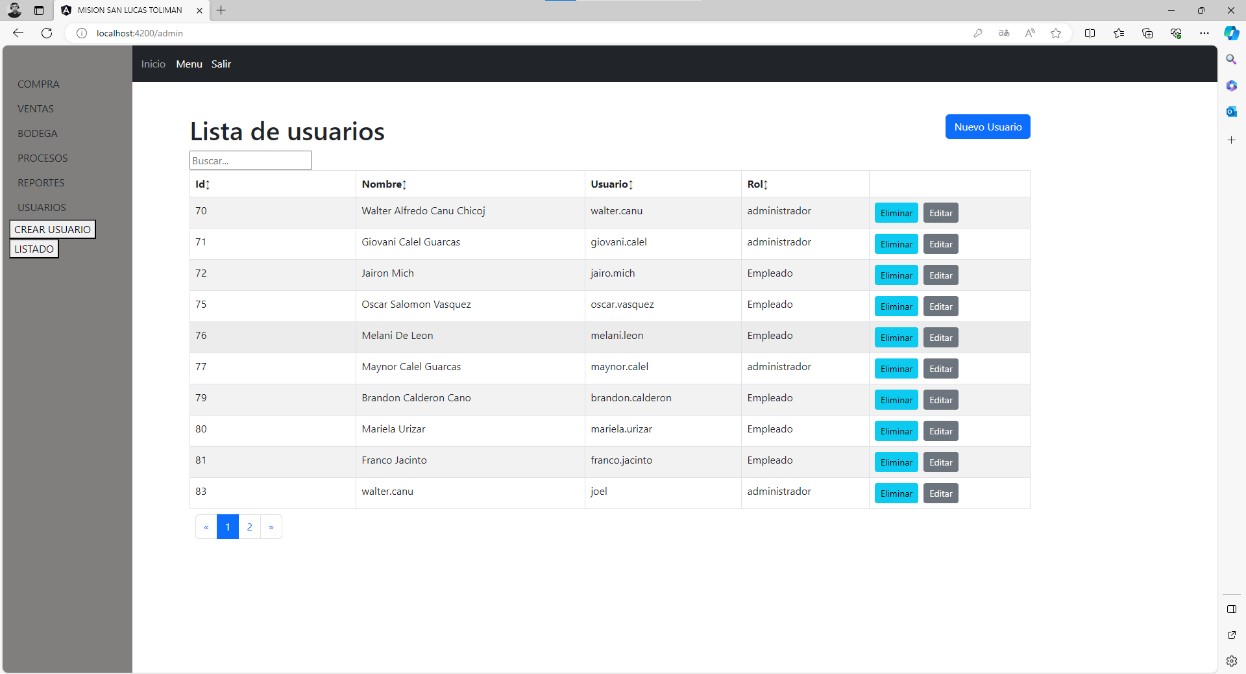 MISION SAN LUCAS TOLIMAN
localhost:4200/admin
Inicio Menu Salir
COMPRA
VENTAS
BODEGA
PROCESOS
REPORTES
USUARIOS
CREAR USUARIO
LISTADO
Lista de usuarios
Nuevo Usuario
Buscar...
Id Nombre Usuario Rol
70 Walter Alfredo Canu Chicoj walter.canu administrador Eliminar Editar
71 Giovani Calel Guarcas giovani.calel administrador Eliminar Editar
72 Jairon Mich jairo.mich Empleado Eliminar Editar
75 Oscar Salomon Vasquez oscar.vasquez Empleado Eliminar Editar
76 Melani De Leon melani.leon Empleado Eliminar Editar
77 Maynor Calel Guarcas maynor.calel administrador Eliminar Editar
79 Brandon Calderon Cano brandon.calderon Empleado Eliminar Editar
80 Mariela Urizar mariela.urizar Empleado Eliminar Editar
81 Franco Jacinto franco.jacinto Empleado Eliminar Editar
83 walter.canu joel administrador Eliminar Editar
« 1 2 »